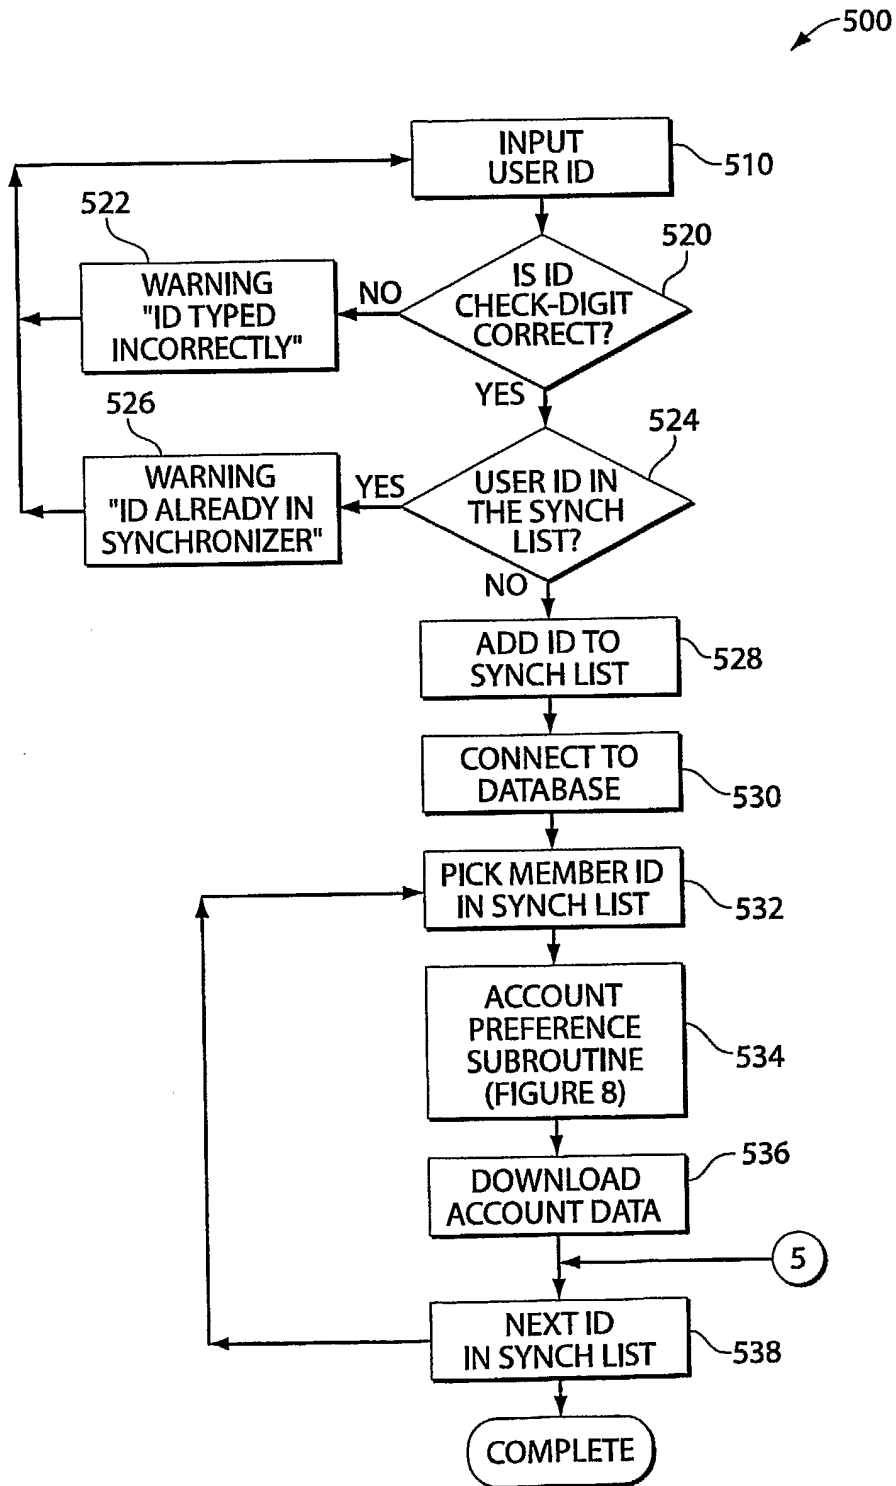 500
INPUT
USER ID
510
522
520
WARNING
"ID TYPED
INCORRECTLY"
NO
IS ID
CHECK-DIGIT
CORRECT?
YES
526
524
WARNING
"ID ALREADY IN
SYNCHRONIZER"
YES
USER ID IN
THE SYNCH
LIST?
NO
ADD ID TO
SYNCH LIST
528
CONNECT TO
DATABASE
530
PICK MEMBER ID
IN SYNCH LIST
532
ACCOUNT
PREFERENCE
SUBROUTINE
(FIGURE 8)
534
DOWNLOAD
ACCOUNT DATA
536
5
NEXT ID
IN SYNCH LIST
538
COMPLETE